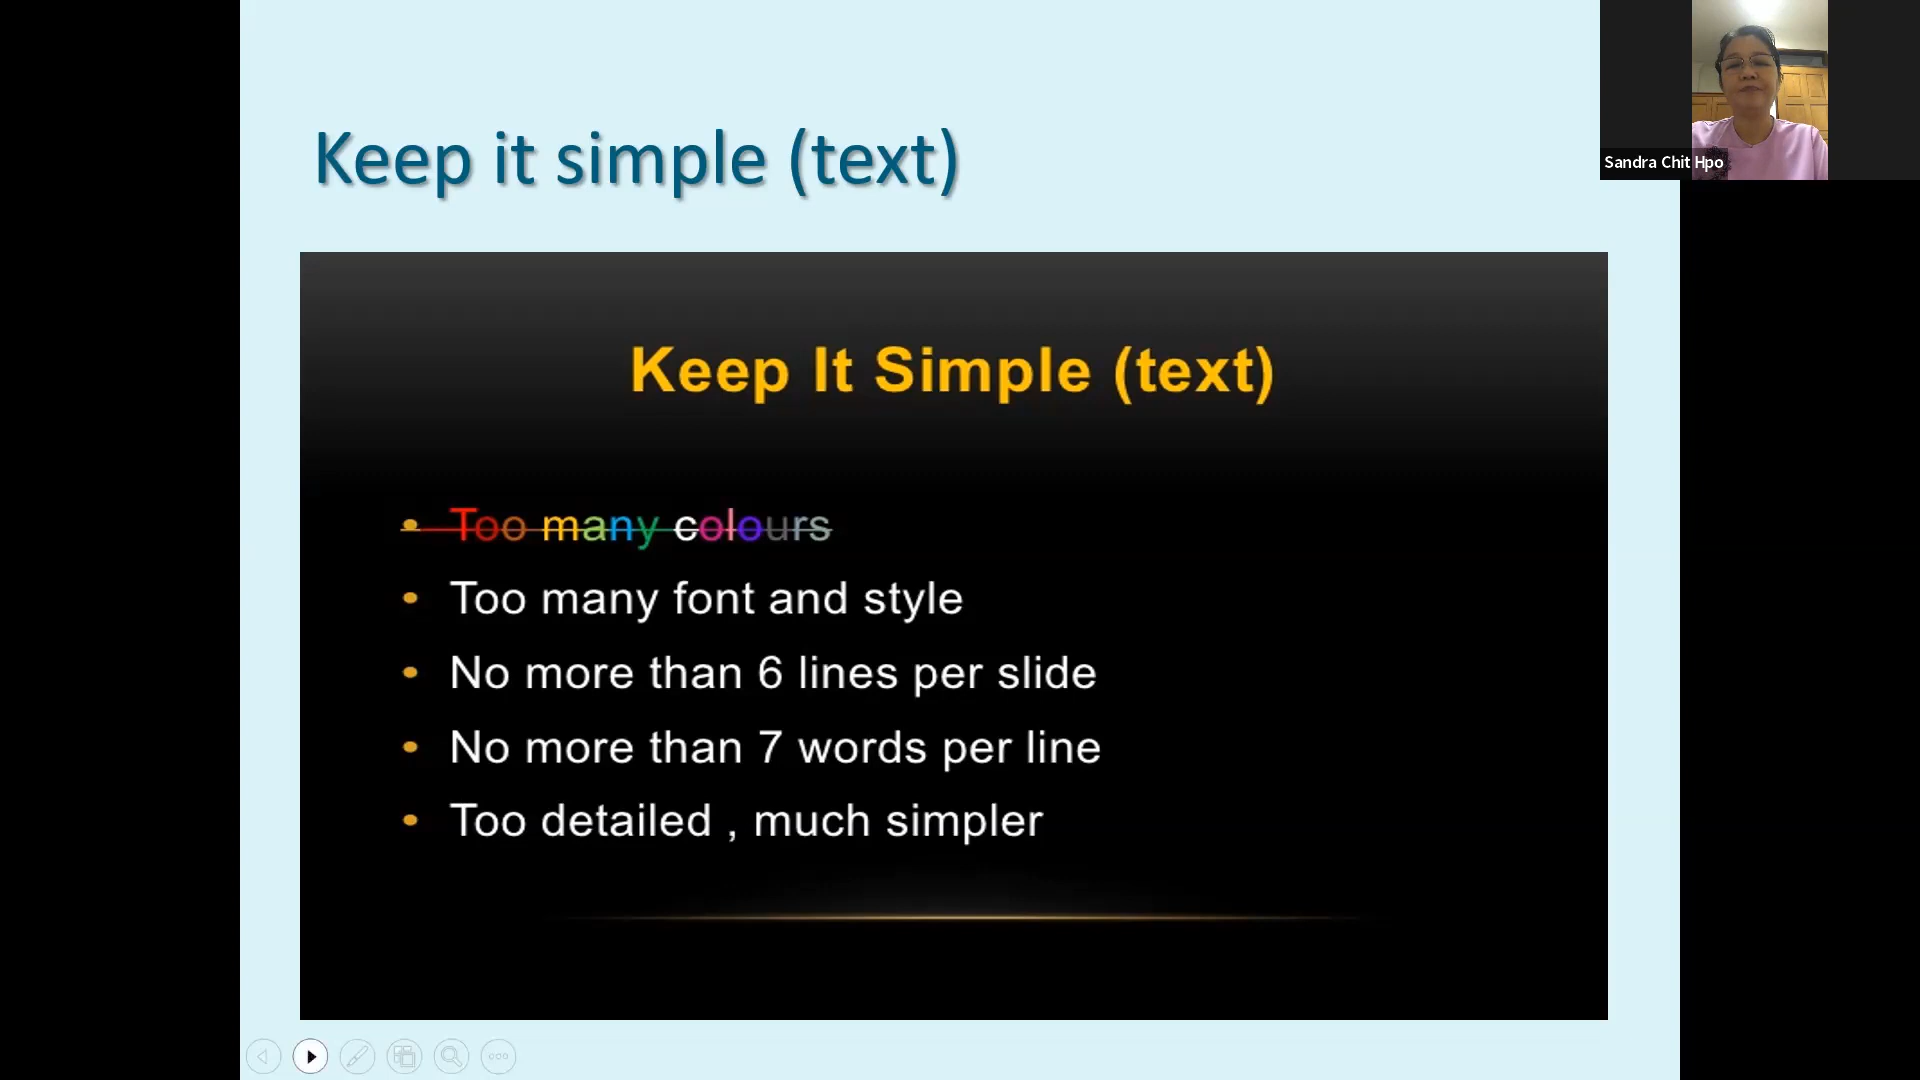 Keep it simple (text)
Sandra Chit Hpo
Keep It Simple (text)
• Too many colours
• Too many font and style
• No more than 6 lines per slide
• No more than 7 words per line
• Too detailed , much simpler